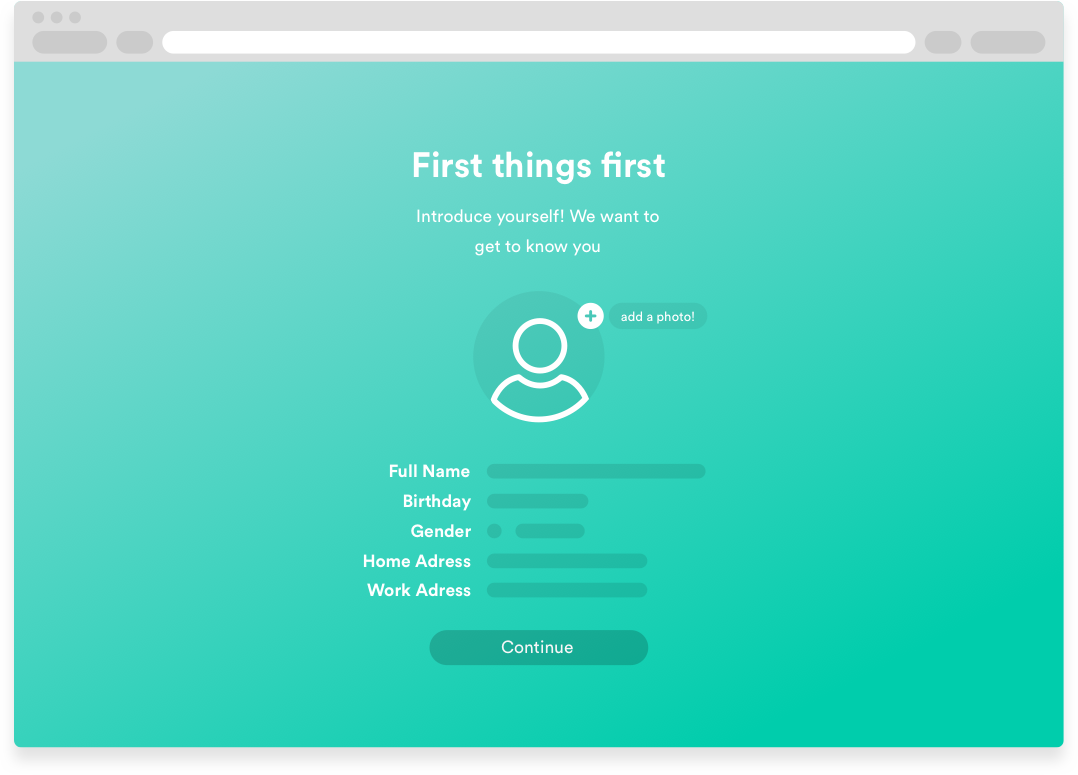 First things first
Introduce yourself! We want to
get to know you
add a photo!
Full Name
Birthday
Gender
Home Adress
Work Adress
Continue